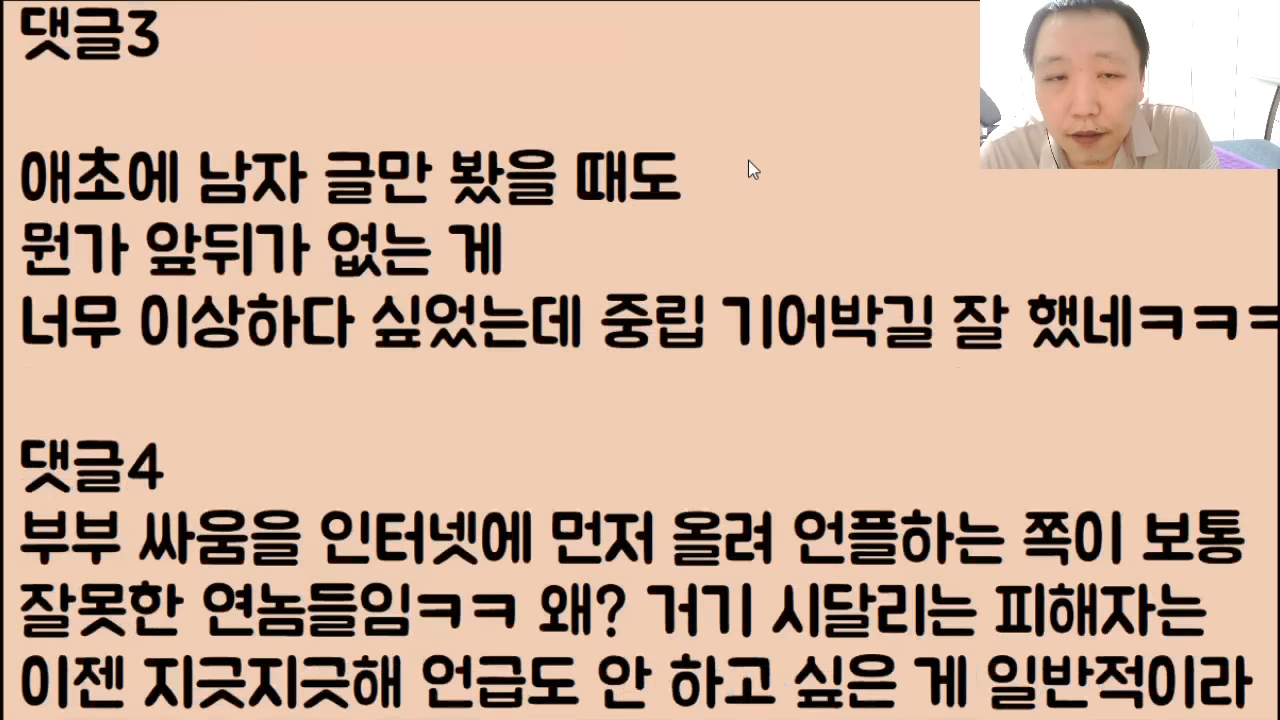 댓글3
애초에 남자 글만 봤을 때도
뭔가 앞뒤가 없는 게
너무 이상하다 싶었는데 중립 기어박길 잘 했네ㅋㅋㅋ
댓글4
부부 싸움을 인터넷에 먼저 올려 언플하는 쪽이 보통
잘못한 연놈들임ㅋㅋ 왜? 거기 시달리는 피해자는
이젠 지긋지긋해 언급도 안 하고 싶은 게 일반적이라